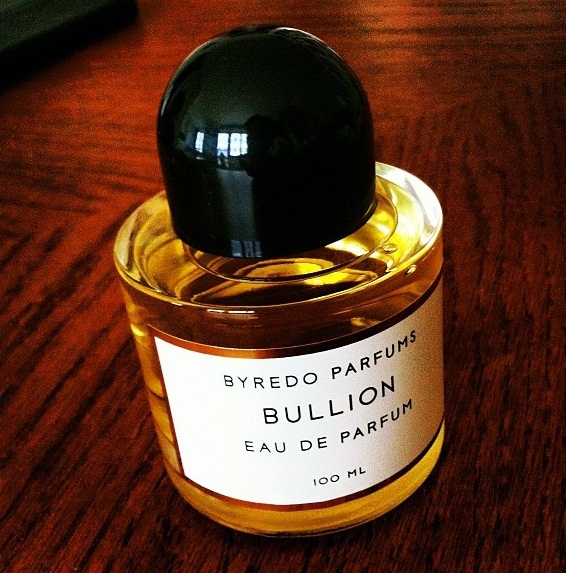 BYREDO PARFUMS
BULLION
EAU DE PARFUM
100 ML